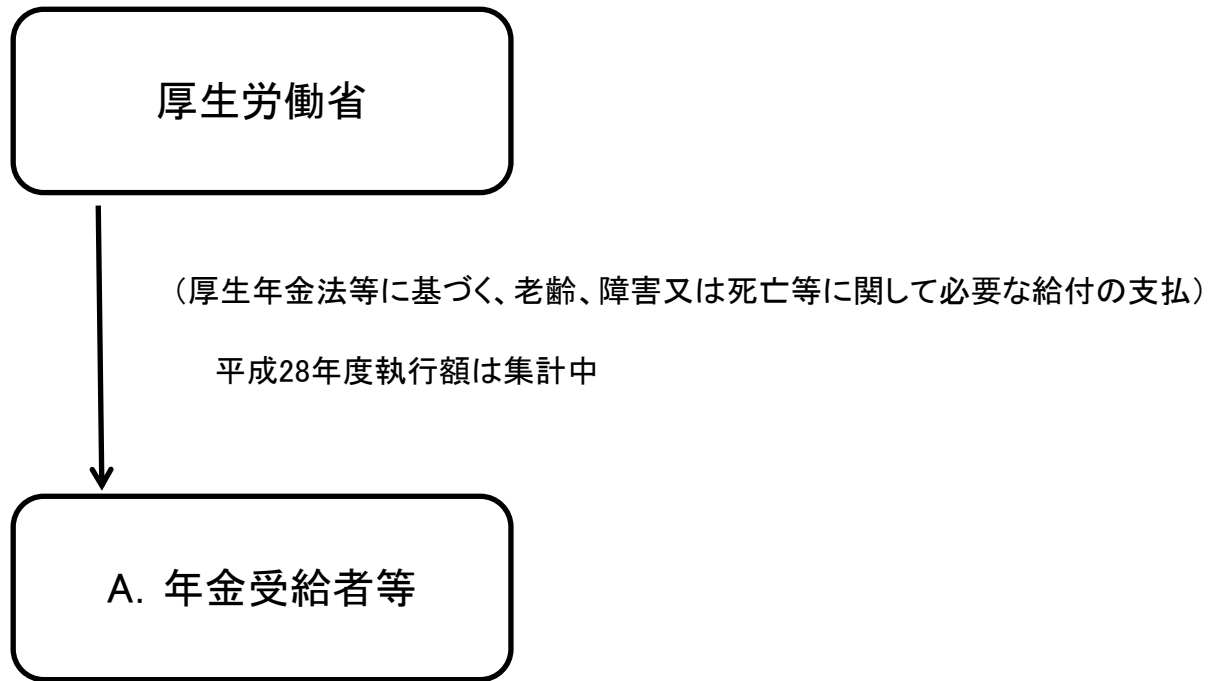 厚生労働省
（厚生年金法等に基づく、老齢、障害又は死亡等に関して必要な給付の支払）
平成28年度執行額は集計中
A. 年金受給者等